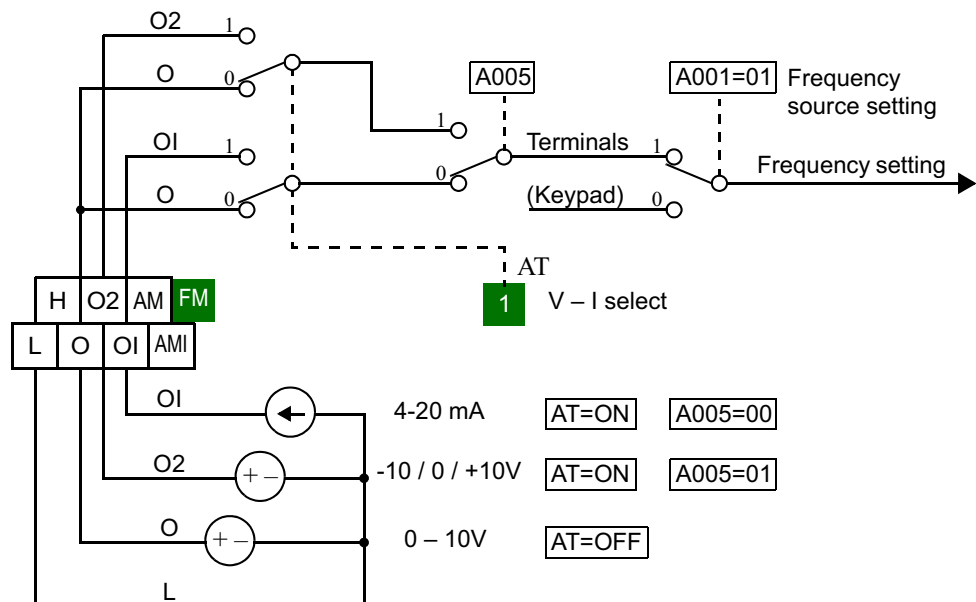 O2 1
O 0
A005 A001=01 Frequency
source setting
1
OI 1 Terminals 1
0 Frequency setting
O 0 (Keypad) 0
AT
1 V – I select
H O2 AM FM
L O OI AMI
OI 4-20 mA AT=ON A005=00
O2 + – -10 / 0 / +10V AT=ON A005=01
O + – 0 – 10V AT=OFF
L